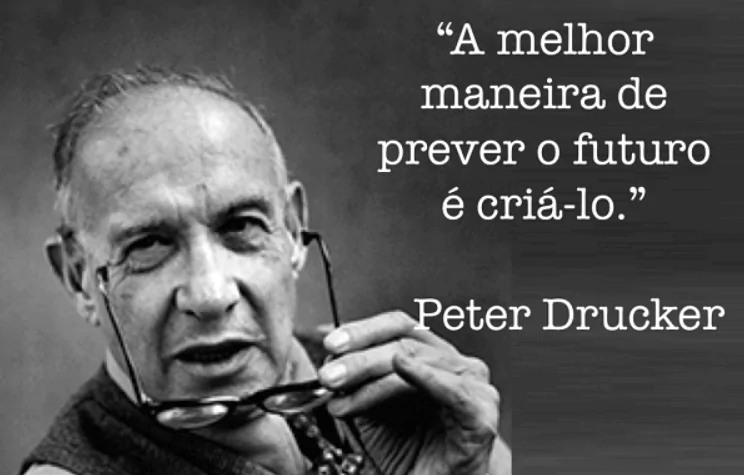 “A melhor
maneira de
prever o futuro
é criá-lo.”
Peter Drucker